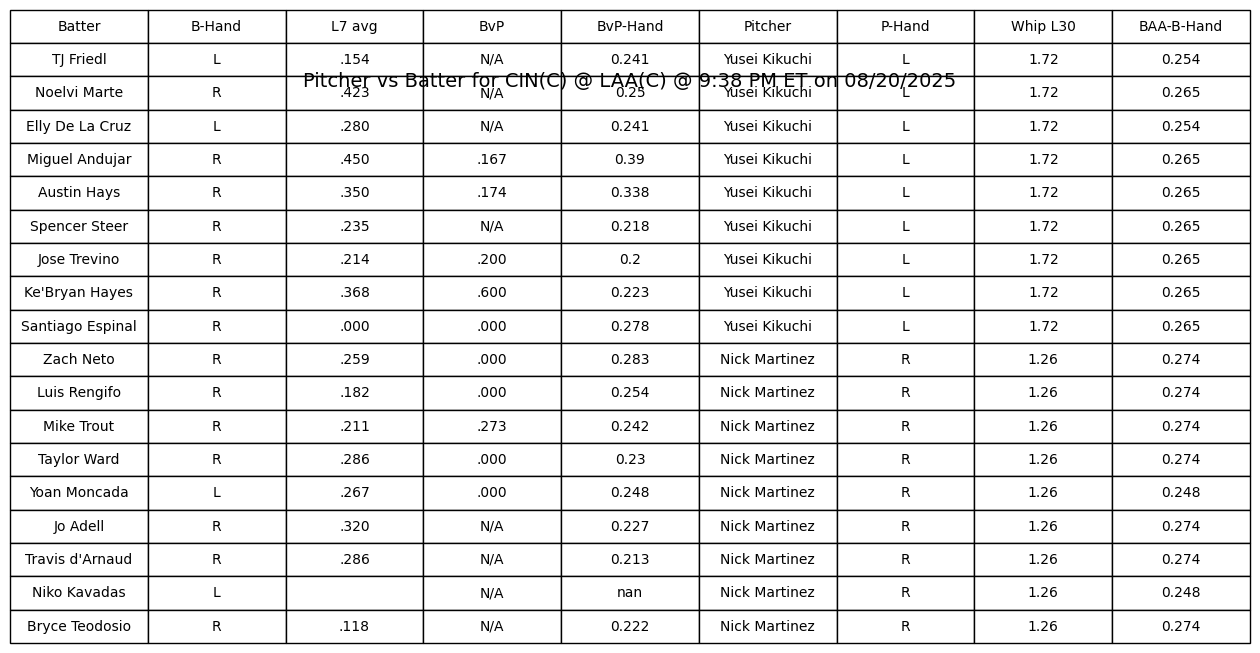 Batter B-Hand L7 avg BvP BvP-Hand Pitcher P-Hand Whip L30 BAA-B-Hand
TJ Friedl L .154 N/A 0.241 Yusei Kikuchi L 1.72 0.254
Pitcher vs Batter for CIN(C) @ LAA(C) @ 9:38 PM ET on 08/20/2025
Noelvi Marte R .423 N/A 0.25 Yusei Kikuchi L 1.72 0.265
Elly De La Cruz L .280 N/A 0.241 Yusei Kikuchi L 1.72 0.254
Miguel Andujar R .450 .167 0.39 Yusei Kikuchi L 1.72 0.265
Austin Hays R .350 .174 0.338 Yusei Kikuchi L 1.72 0.265
Spencer Steer R .235 N/A 0.218 Yusei Kikuchi L 1.72 0.265
Jose Trevino R .214 .200 0.2 Yusei Kikuchi L 1.72 0.265
Ke'Bryan Hayes R .368 .600 0.223 Yusei Kikuchi L 1.72 0.265
Santiago Espinal R .000 .000 0.278 Yusei Kikuchi L 1.72 0.265
Zach Neto R .259 .000 0.283 Nick Martinez R 1.26 0.274
Luis Rengifo R .182 .000 0.254 Nick Martinez R 1.26 0.274
Mike Trout R .211 .273 0.242 Nick Martinez R 1.26 0.274
Taylor Ward R .286 .000 0.23 Nick Martinez R 1.26 0.274
Yoan Moncada L .267 .000 0.248 Nick Martinez R 1.26 0.248
Jo Adell R .320 N/A 0.227 Nick Martinez R 1.26 0.274
Travis d'Arnaud R .286 N/A 0.213 Nick Martinez R 1.26 0.274
Niko Kavadas L N/A nan Nick Martinez R 1.26 0.248
Bryce Teodosio R .118 N/A 0.222 Nick Martinez R 1.26 0.274